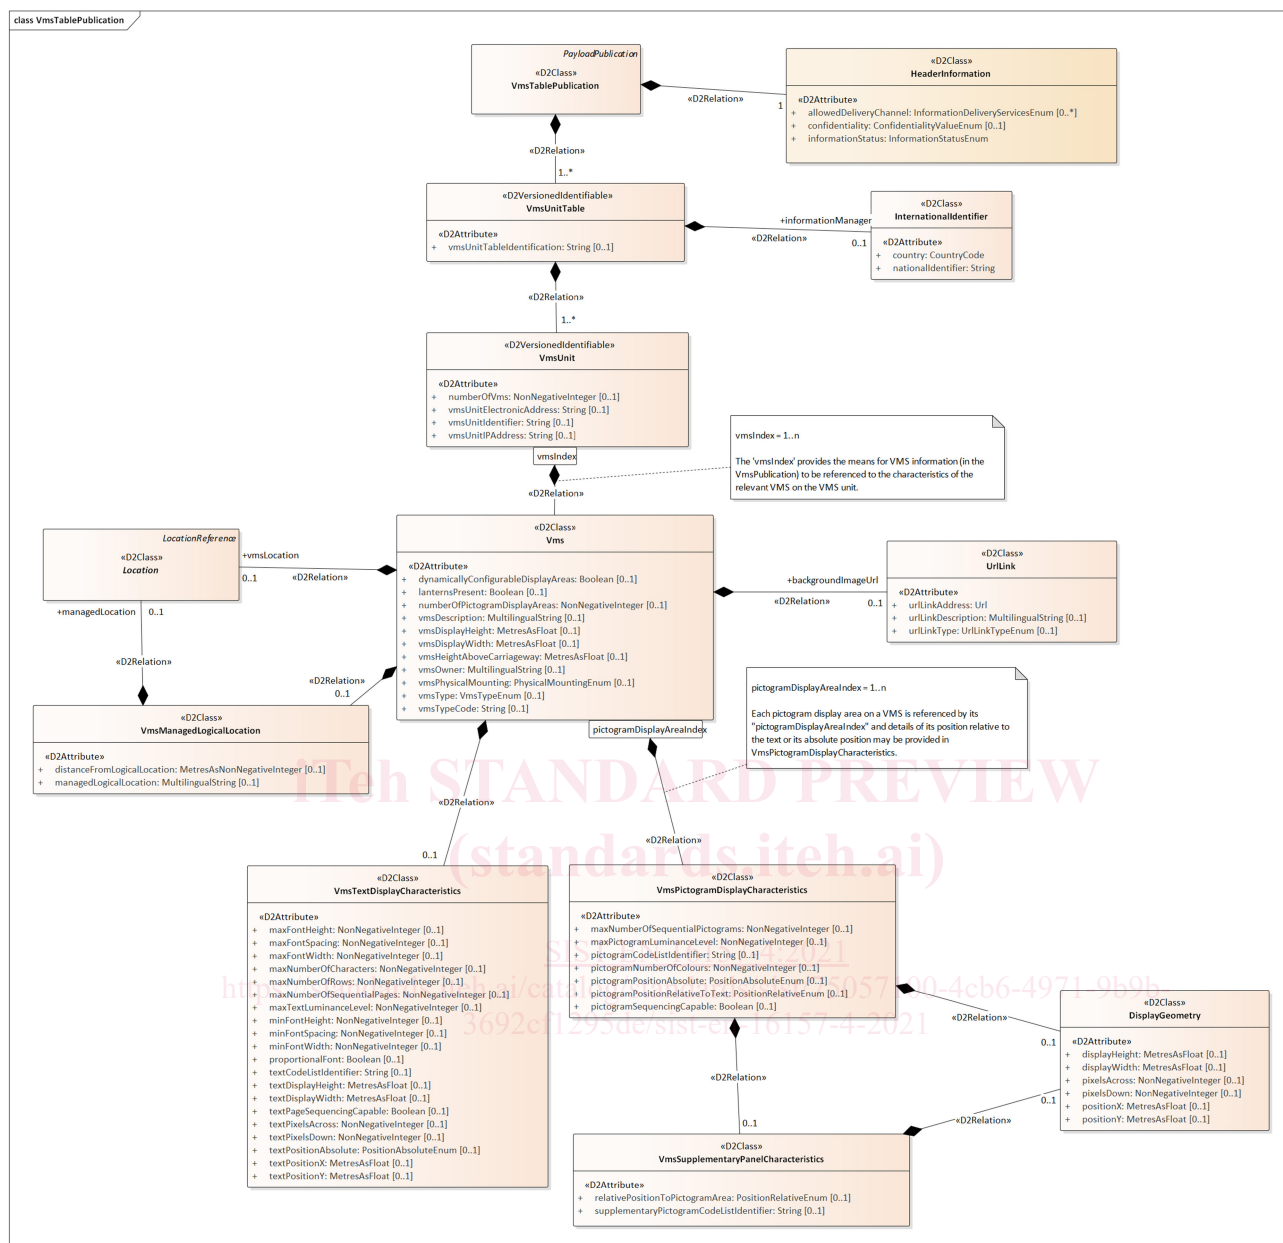 class VmsTablePublication
PayloadPublication
«D2Class»
VmsTablePublication
«D2Class»
HeaderInformation
«D2Attribute»
+ allowedDeliveryChannel: InformationDeliveryServicesEnum [0..*]
+ confidentiality: ConfidentialityValueEnum [0..1]
+ informationStatus: InformationStatusEnum
«D2Relation»
1
«D2Relation»
1..*
«D2VersionedIdentifiable»
VmsUnitTable
«D2Attribute»
+ vmsUnitTableIdentification: String [0..1]
+informationManager
«D2Relation»
0..1
«D2Class»
InternationalIdentifier
«D2Attribute»
+ country: CountryCode
+ nationalIdentifier: String
«D2Relation»
1..*
«D2VersionedIdentifiable»
VmsUnit
«D2Attribute»
+ numberOfVms: NonNegativeInteger [0..1]
+ vmsUnitElectronicAddress: String [0..1]
+ vmsUnitIdentifier: String [0..1]
+ vmsUnitIPAddress: String [0..1]
vmsIndex
«D2Relation»
vmsIndex = 1..n
The 'vmsIndex' provides the means for VMS information (in the
VmsPublication) to be referenced to the characteristics of the
relevant VMS on the VMS unit.
LocationReference
«D2Class»
Location
+vmsLocation
0..1
«D2Relation»
«D2Class»
Vms
«D2Attribute»
+ dynamicallyConfigurableDisplayAreas: Boolean [0..1]
+ lanternsPresent: Boolean [0..1]
+ numberOfPictogramDisplayAreas: NonNegativeInteger [0..1]
+ vmsDescription: MultilingualString [0..1]
+ vmsDisplayHeight: MetresAsFloat [0..1]
+ vmsDisplayWidth: MetresAsFloat [0..1]
+ vmsHeightAboveCarriageway: MetresAsFloat [0..1]
+ vmsOwner: MultilingualString [0..1]
+ vmsPhysicalMounting: PhysicalMountingEnum [0..1]
+ vmsType: VmsTypeEnum [0..1]
+ vmsTypeCode: String [0..1]
pictogramDisplayAreaIndex
+backgroundImageUrl
«D2Relation»
0..1
«D2Class»
UrlLink
«D2Attribute»
+ urlLinkAddress: Url
+ urlLinkDescription: MultilingualString [0..1]
+ urlLinkType: UrlLinkTypeEnum [0..1]
+managedLocation
0..1
«D2Relation»
«D2Relation»
0..1
«D2Class»
VmsManagedLogicalLocation
«D2Attribute»
+ distanceFromLogicalLocation: MetresAsNonNegativeInteger [0..1]
+ managedLogicalLocation: MultilingualString [0..1]
pictogramDisplayAreaIndex = 1..n
Each pictogram display area on a VMS is referenced by its
"pictogramDisplayAreaIndex" and details of its position relative to
the text or its absolute position may be provided in
VmsPictogramDisplayCharacteristics.
iTeh STANDARD PREVIEW
(standards.iteh.ai)
«D2Relation»
0..1
«D2Relation»
«D2Class»
VmsTextDisplayCharacteristics
«D2Attribute»
+ maxFontHeight: NonNegativeInteger [0..1]
+ maxFontSpacing: NonNegativeInteger [0..1]
+ maxFontWidth: NonNegativeInteger [0..1]
+ maxNumberOfCharacters: NonNegativeInteger [0..1]
+ maxNumberOfRows: NonNegativeInteger [0..1]
+ maxNumberOfSequentialPages: NonNegativeInteger [0..1]
+ maxTextLuminanceLevel: NonNegativeInteger [0..1]
+ minFontHeight: NonNegativeInteger [0..1]
+ minFontSpacing: NonNegativeInteger [0..1]
+ minFontWidth: NonNegativeInteger [0..1]
+ proportionalFont: Boolean [0..1]
+ textCodeListIdentifier: String [0..1]
+ textDisplayHeight: MetresAsFloat [0..1]
+ textDisplayWidth: MetresAsFloat [0..1]
+ textPageSequencingCapable: Boolean [0..1]
+ textPixelsAcross: NonNegativeInteger [0..1]
+ textPixelsDown: NonNegativeInteger [0..1]
+ textPositionAbsolute: PositionAbsoluteEnum [0..1]
+ textPositionX: MetresAsFloat [0..1]
+ textPositionY: MetresAsFloat [0..1]
«D2Class»
VmsPictogramDisplayCharacteristics
«D2Attribute»
+ maxNumberOfSequentialPictograms: NonNegativeInteger [0..1]
+ maxPictogramLuminanceLevel: NonNegativeInteger [0..1]
+ pictogramCodeListIdentifier: String [0..1]
+ pictogramNumberOfColours: NonNegativeInteger [0..1]
+ pictogramPositionAbsolute: PositionAbsoluteEnum [0..1]
+ pictogramPositionRelativeToText: PositionRelativeEnum [0..1]
+ pictogramSequencingCapable: Boolean [0..1]
4:2021
-4cb6-4971-9b9b-
3692cf1295de/sist-en-16157-4-2021
«D2Relation»
0..1
«D2Class»
DisplayGeometry
«D2Attribute»
+ displayHeight: MetresAsFloat [0..1]
+ displayWidth: MetresAsFloat [0..1]
+ pixelsAcross: NonNegativeInteger [0..1]
+ pixelsDown: NonNegativeInteger [0..1]
+ positionX: MetresAsFloat [0..1]
+ positionY: MetresAsFloat [0..1]
«D2Relation»
0..1
«D2Relation»
0..1
«D2Class»
VmsSupplementaryPanelCharacteristics
«D2Attribute»
+ relativePositionToPictogramArea: PositionRelativeEnum [0..1]
+ supplementaryPictogramCodeListIdentifier: String [0..1]